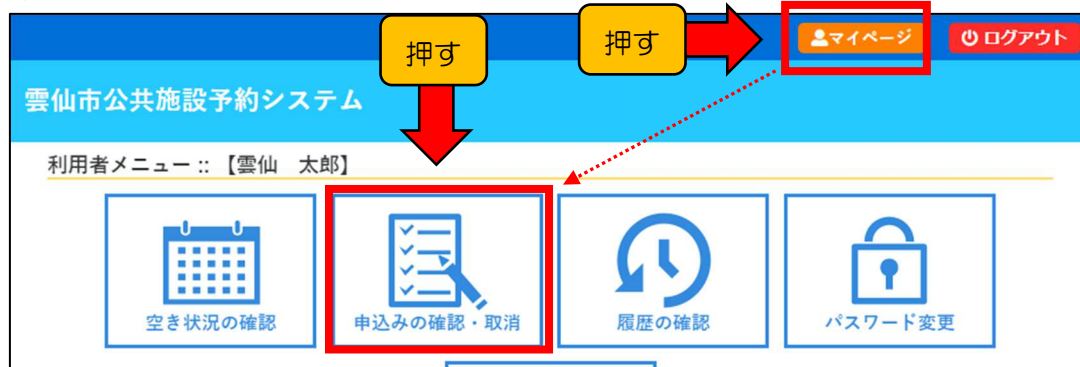 押す
押す
マイページ
ログアウト
雲仙市公共施設予約システム
利用者メニュー :: 【雲仙　太郎】
空き状況の確認
申込みの確認・取消
履歴の確認
パスワード変更